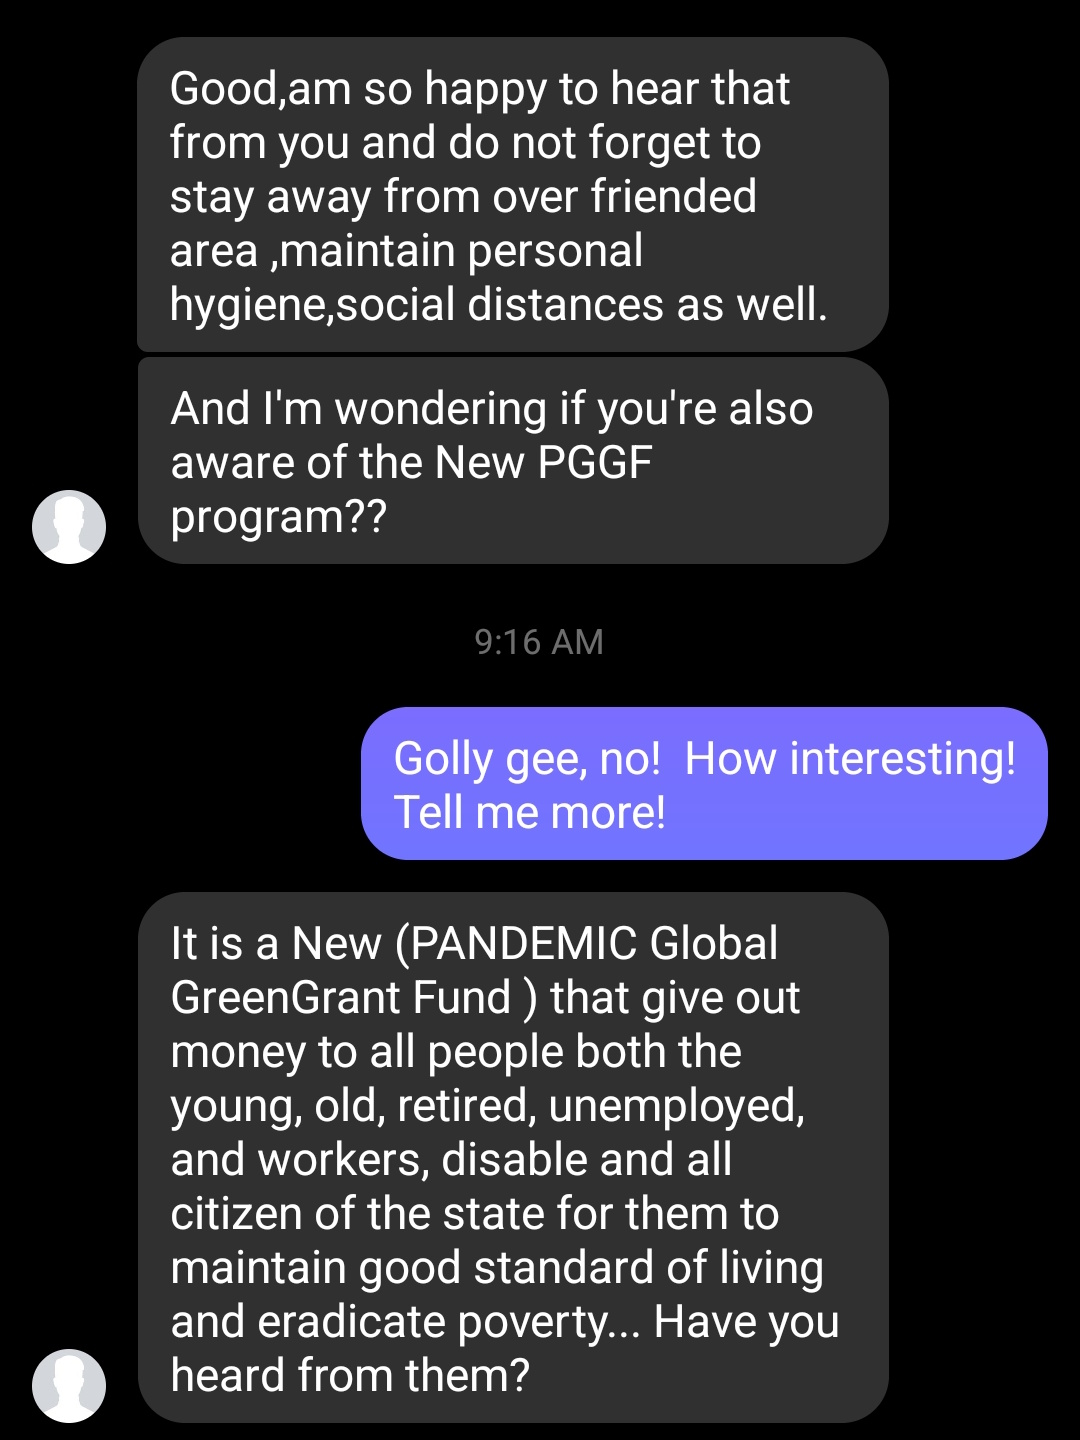 Good,am so happy to hear that
from you and do not forget to
stay away from over friended
area ,maintain personal
hygiene,social distances as well.
And I'm wondering if you're also
aware of the New PGGF
program??
9:16 AM
Golly gee, no!  How interesting!
Tell me more!
It is a New (PANDEMIC Global
GreenGrant Fund ) that give out
money to all people both the
young, old, retired, unemployed,
and workers, disable and all
citizen of the state for them to
maintain good standard of living
and eradicate poverty... Have you
heard from them?